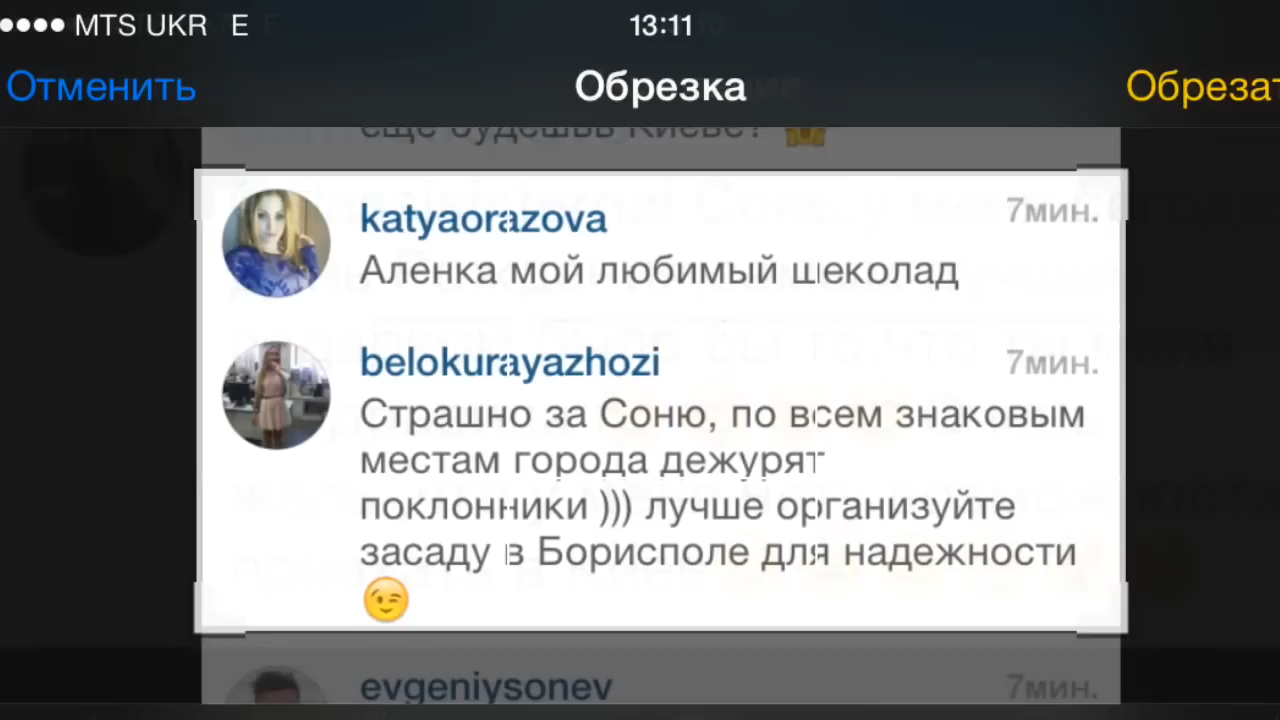 MTS UKR E 13:11
Отменить Обрезка Обрезат
еще будешьв Киеве?
katyaorazova 7мин.
Аленка мой любимый шеколад
belokurayazhozi 7мин.
Страшно за Соню, по всем знаковым
местам города дежурят
поклонники ))) лучше организуйте
засаду в Борисполе для надежности
😉
evgeniysonev 7мин.